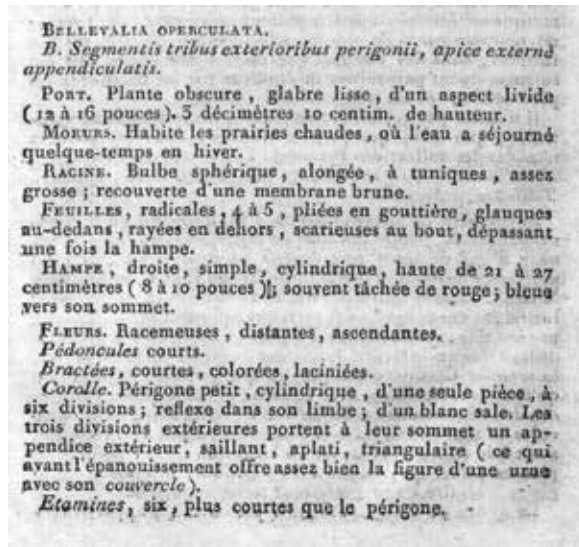 BELLEVALIA OPERCULATA.
B. Segmentis tribus exterioribus perigonii, apice externè
appendiculatis.
PORT. Plante obscure, glabre lisse, d'un aspect livide
(12 à 16 pouces). 3 décimètres 10 centim. de hauteur.
MOEURS. Habite les prairies chaudes, où l'eau a séjourné
quelque-temps en hiver.
RACINE. Bulbe sphérique, alongée, à tuniques, assez
grosse; recouverte d'une membrane brune.
FEUILLES, radicales, 4 à 5, pliées en gouttière, glauques
au-dedans, rayées en dehors, scarieuses au bout, dépassant
une fois la hampe.
HAMPE, droite, simple, cylindrique, haute de 21 à 27
centimètres (8 à 10 pouces); souvent tâchée de rouge; bleue
vers son sommet.
FLEURS. Racemeuses, distantes, ascendantes.
Pédoncules courts.
Bractées, courtes, colorées, laciniées.
Corolle. Périgone petit, cylindrique, d'une seule pièce, à
six divisions; reflexe dans son limbe; d'un blanc sale. Les
trois divisions extérieures portent à leur sommet un ap-
pendice extérieur, saillant, aplati, triangulaire (ce qui
avant l'épanouissement offre assez bien la figure d'une urne
avec son couvercle).
Etamines, six, plus courtes que le périgone.